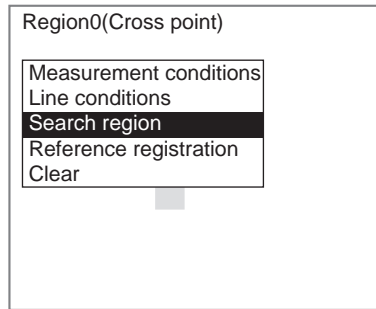 Region0(Cross point)
Measurement conditions
Line conditions
Search region
Reference registration
Clear